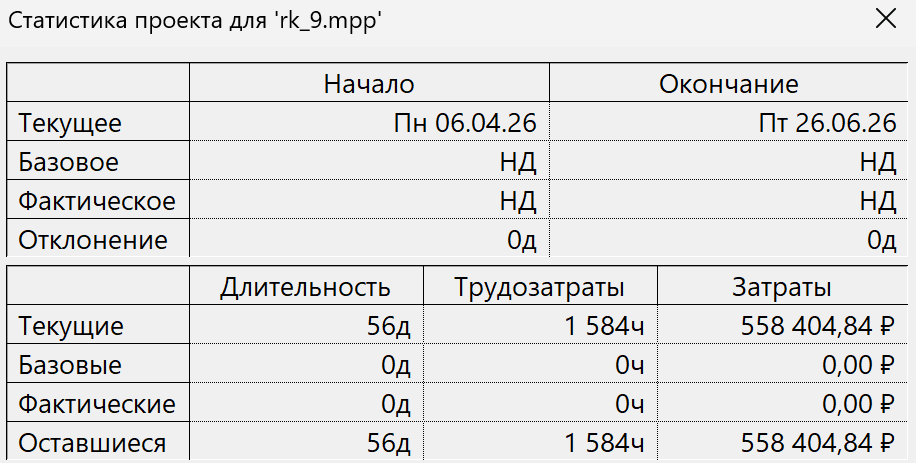 Статистика проекта для 'rk_9.mpp'
Начало Окончание
Текущее Пн 06.04.26 Пт 26.06.26
Базовое НД НД
Фактическое НД НД
Отклонение 0д 0д
Длительность Трудозатраты Затраты
Текущие 56д 1 584ч 558 404,84 ₽
Базовые 0д 0ч 0,00 ₽
Фактические 0д 0ч 0,00 ₽
Оставшиеся 56д 1 584ч 558 404,84 ₽